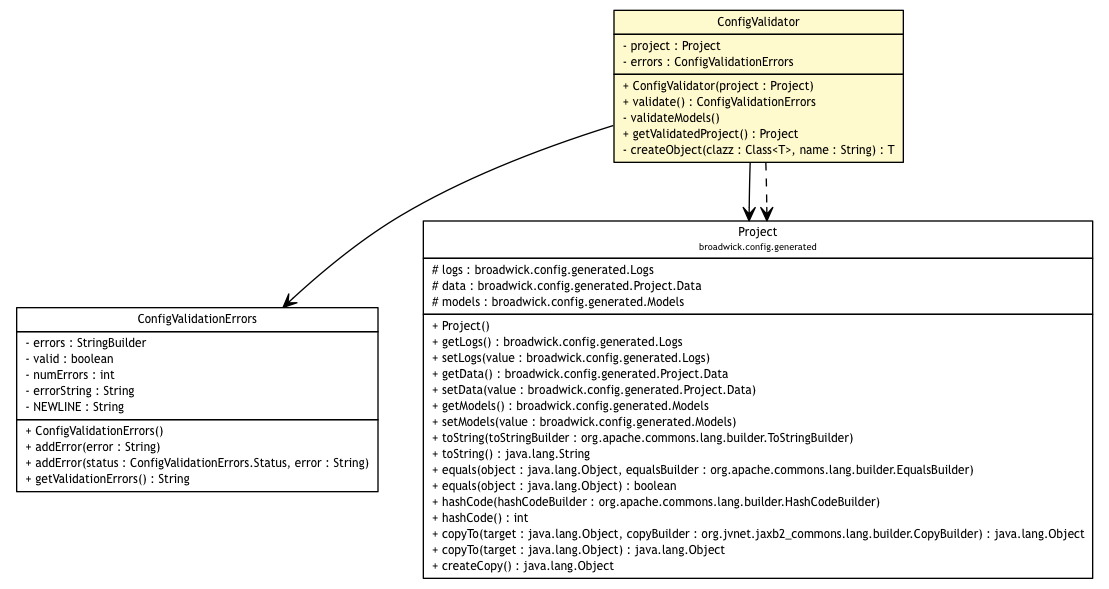 ConfigValidator
- project : Project
- errors : ConfigValidationErrors
+ ConfigValidator(project : Project)
+ validate() : ConfigValidationErrors
- validateModels()
+ getValidatedProject() : Project
- createObject(clazz : Class<T>, name : String) : T
Project
broadwick.config.generated
# logs : broadwick.config.generated.Logs
# data : broadwick.config.generated.Project.Data
# models : broadwick.config.generated.Models
+ Project()
+ getLogs() : broadwick.config.generated.Logs
+ setLogs(value : broadwick.config.generated.Logs)
+ getData() : broadwick.config.generated.Project.Data
+ setData(value : broadwick.config.generated.Project.Data)
+ getModels() : broadwick.config.generated.Models
+ setModels(value : broadwick.config.generated.Models)
+ toString(toStringBuilder : org.apache.commons.lang.builder.ToStringBuilder)
+ toString() : java.lang.String
+ equals(object : java.lang.Object, equalsBuilder : org.apache.commons.lang.builder.EqualsBuilder)
+ equals(object : java.lang.Object) : boolean
+ hashCode(hashCodeBuilder : org.apache.commons.lang.builder.HashCodeBuilder)
+ hashCode() : int
+ copyTo(target : java.lang.Object, copyBuilder : org.jvnet.jaxb2_commons.lang.builder.CopyBuilder) : java.lang.Object
+ copyTo(target : java.lang.Object) : java.lang.Object
+ createCopy() : java.lang.Object
ConfigValidationErrors
- errors : StringBuilder
- valid : boolean
- numErrors : int
- errorString : String
- NEWLINE : String
+ ConfigValidationErrors()
+ addError(error : String)
+ addError(status : ConfigValidationErrors.Status, error : String)
+ getValidationErrors() : String